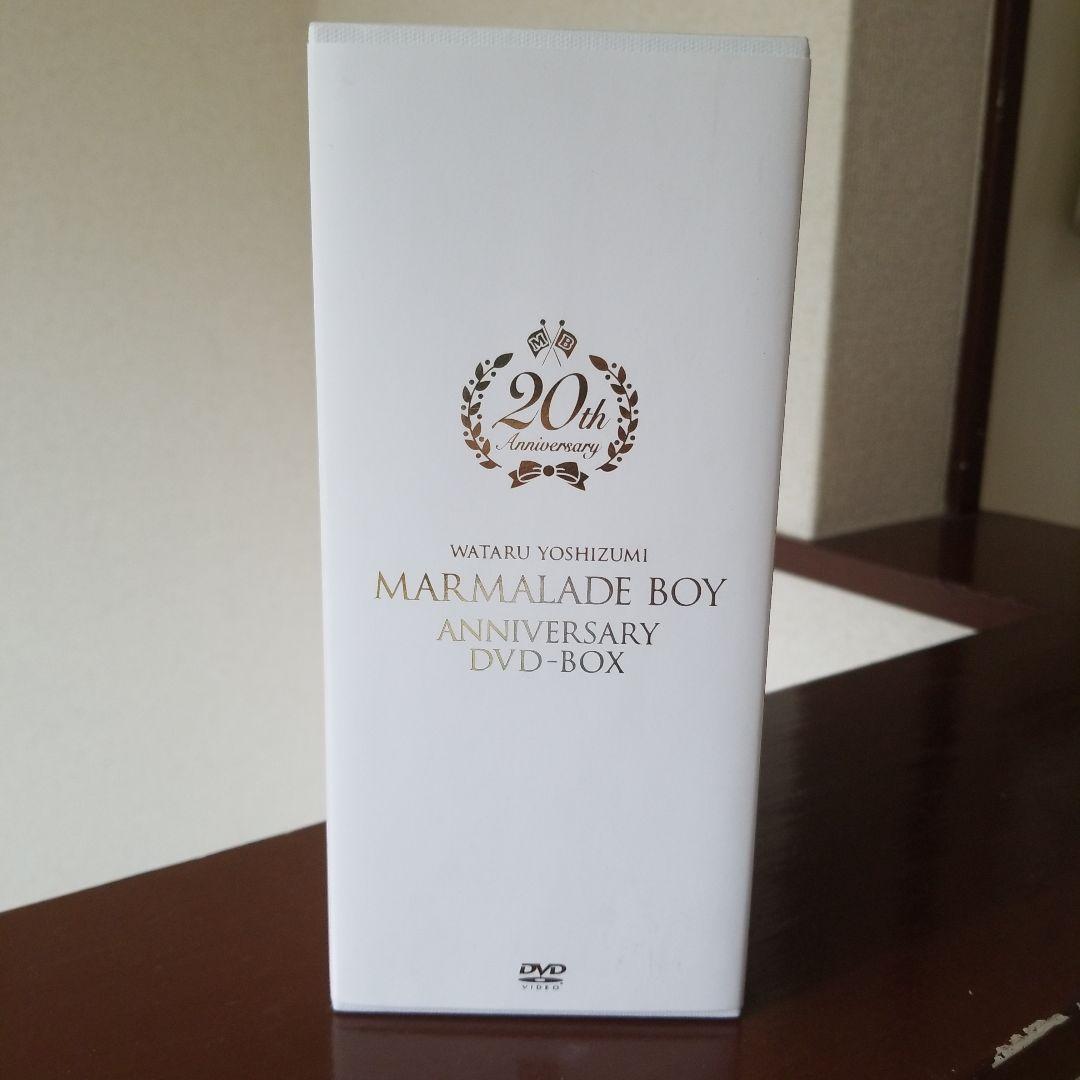 M B
20th
Anniversary
WATARU YOSHIZUMI
MARMALADE BOY
ANNIVERSARY
DVD-BOX
DVD
VIDEO